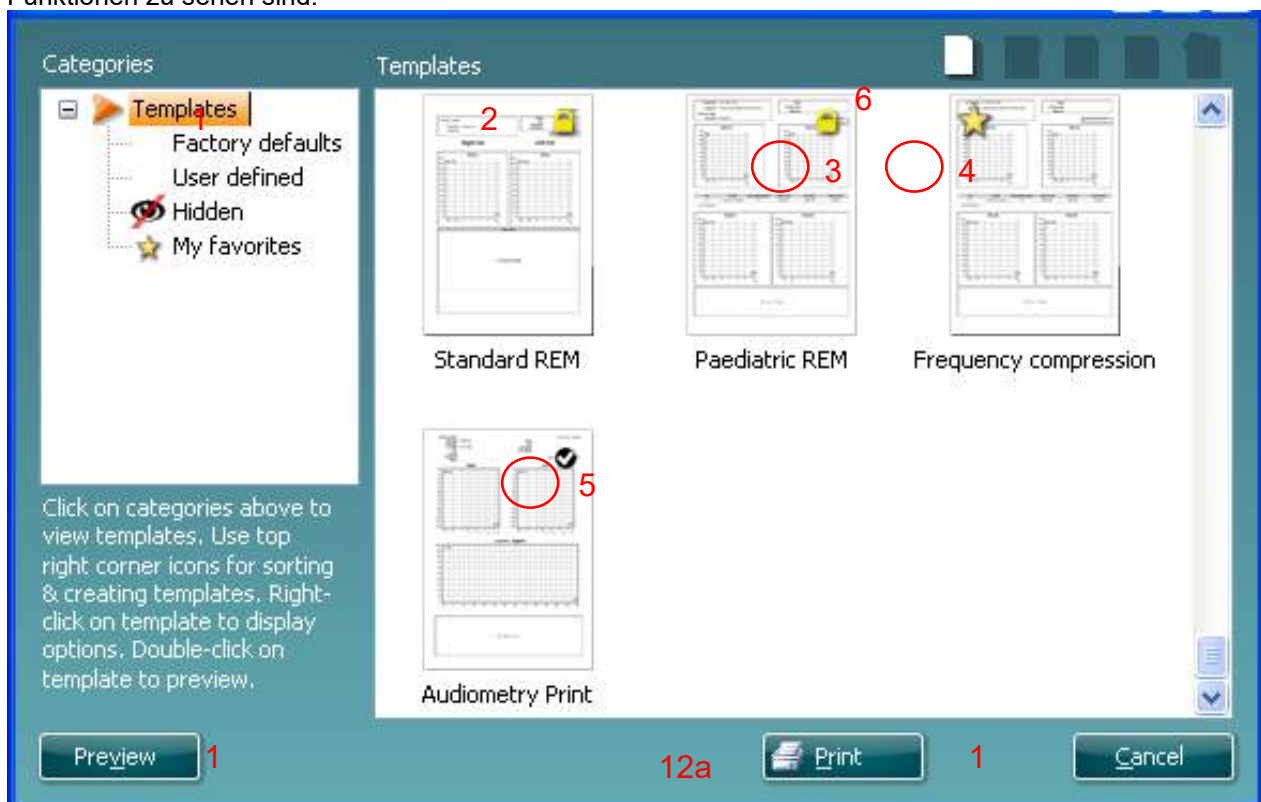 Funktionen zu sehen sind.
Categories
Templates
Templates
1
Factory defaults
User defined
Hidden
My favorites
2
6
3
4
Standard REM
Paediatric REM
Frequency compression
5
Audiometry Print
Click on categories above to
view templates. Use top
right corner icons for sorting
& creating templates. Right-
click on template to display
options. Double-click on
template to preview.
Preview
1
12a
Print
1
Cancel